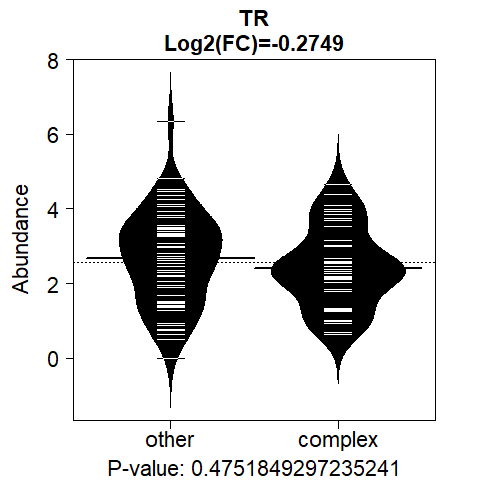 TR
Log2(FC)=-0.2749
Abundance
8
6
4
2
0
other complex
P-value: 0.4751849297235241